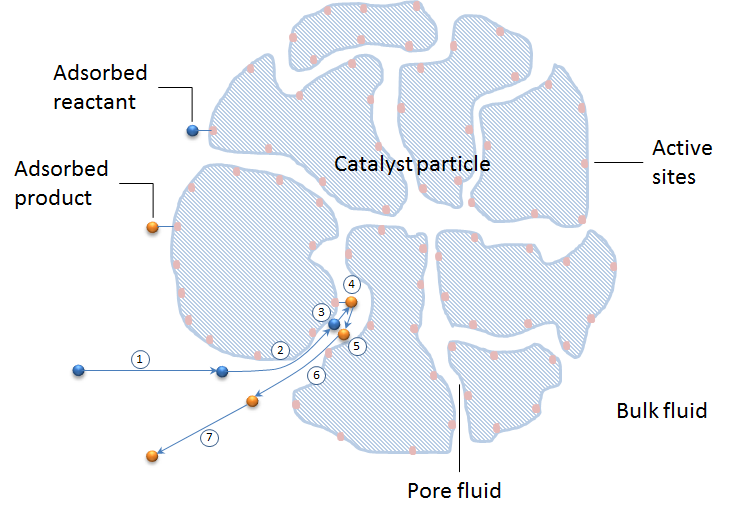 Adsorbed
reactant
Adsorbed
product
Catalyst particle
Active
sites
4
3
5
2
1
6
7
Bulk fluid
Pore fluid